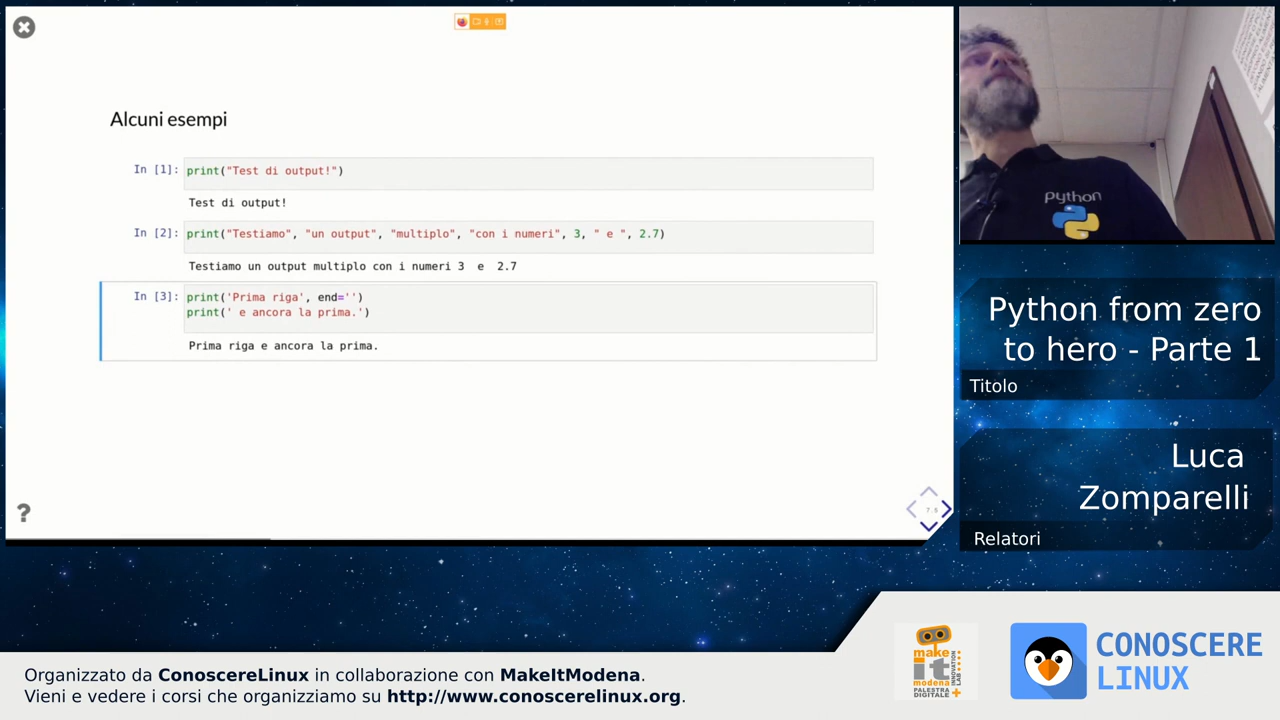 Alcuni esempi
In [1]: print("Test di output!")
Test di output!
In [2]: print("Testiamo", "un output", "multiplo", "con i numeri", 3, " e ", 2.7)
Testiamo un output multiplo con i numeri 3  e  2.7
In [3]: print('Prima riga', end='')
print(' e ancora la prima.')
Prima riga e ancora la prima.
?
7.5
python
Python from zero
to hero - Parte 1
Titolo
Luca
Zomparelli
Relatori
make
it
modena
PALESTRA
DIGITALE
INNOVATION
LAB
CONOSCERE
LINUX
Organizzato da ConoscereLinux in collaborazione con MakeItModena.
Vieni e vedere i corsi che organizziamo su http://www.conoscerelinux.org.